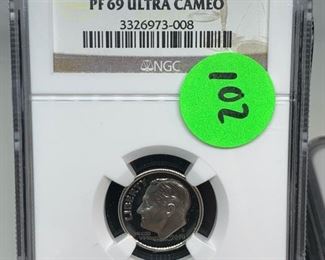 PF 69 ULTRA CAMEO
3326973-008
NGC
102
LIBERTY